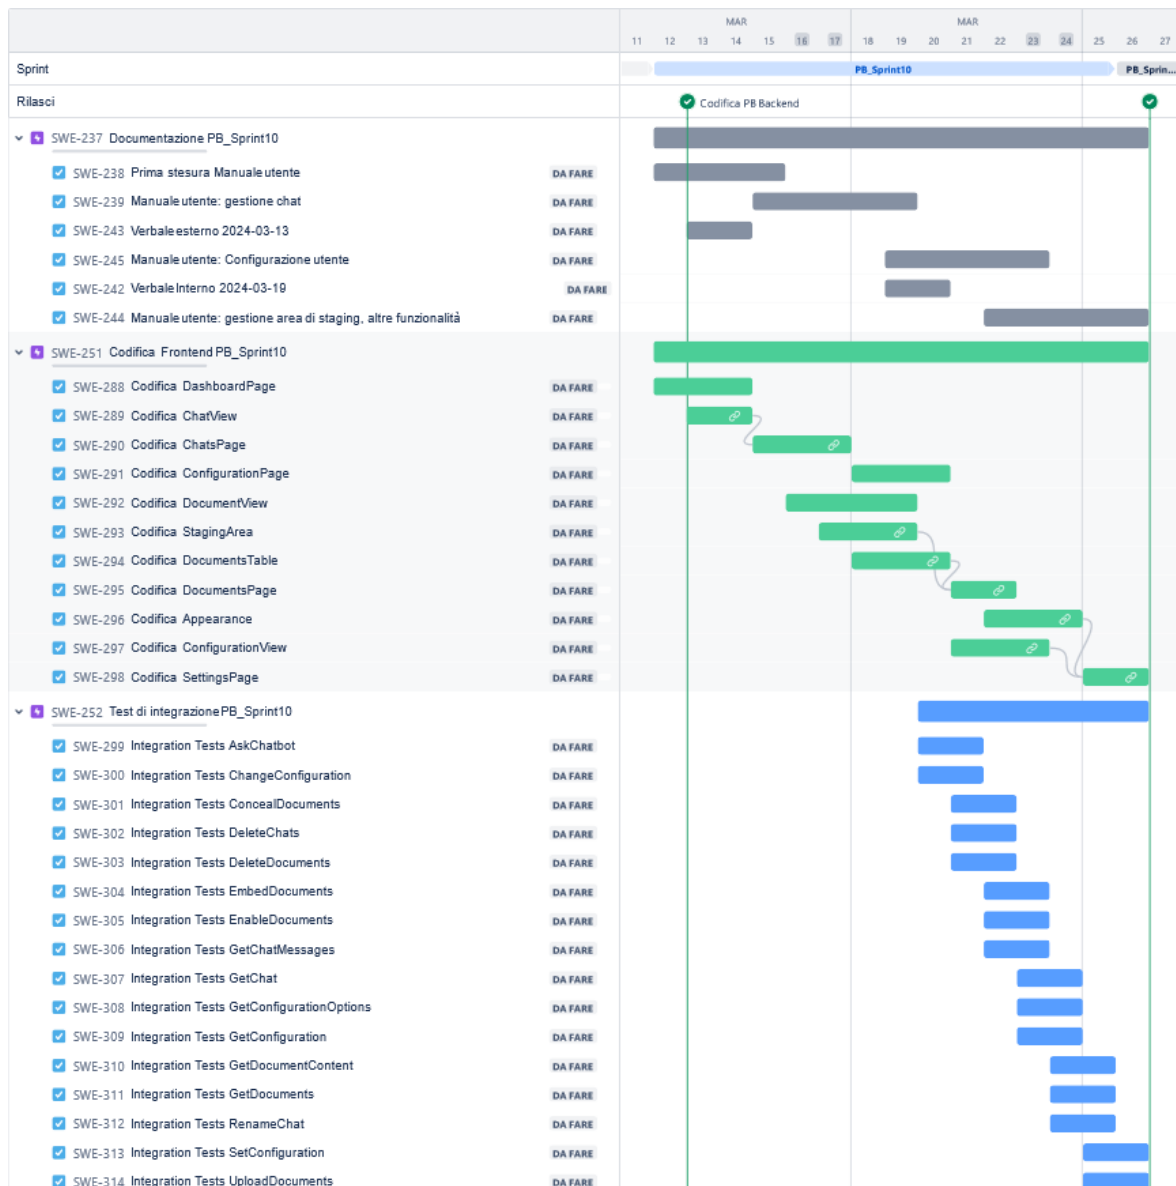 MAR MAR
11 12 13 14 15 16 17 18 19 20 21 22 23 24 25 26 27
Sprint PB_Sprint10 PB_Sprin...
Rilasci Codifica PB Backend
SWE-237 Documentazione PB_Sprint10
SWE-238 Prima stesura Manuale utente DA FARE
SWE-239 Manuale utente: gestione chat DA FARE
SWE-243 Verbale esterno 2024-03-13 DA FARE
SWE-245 Manuale utente: Configurazione utente DA FARE
SWE-242 Verbale Interno 2024-03-19 DA FARE
SWE-244 Manuale utente: gestione area di staging, altre funzionalità DA FARE
SWE-251 Codifica Frontend PB_Sprint10
SWE-288 Codifica DashboardPage DA FARE
SWE-289 Codifica ChatView DA FARE
SWE-290 Codifica ChatsPage DA FARE
SWE-291 Codifica ConfigurationPage DA FARE
SWE-292 Codifica DocumentView DA FARE
SWE-293 Codifica StagingArea DA FARE
SWE-294 Codifica DocumentsTable DA FARE
SWE-295 Codifica DocumentsPage DA FARE
SWE-296 Codifica Appearance DA FARE
SWE-297 Codifica ConfigurationView DA FARE
SWE-298 Codifica SettingsPage DA FARE
SWE-252 Test di integrazione PB_Sprint10
SWE-299 Integration Tests AskChatbot DA FARE
SWE-300 Integration Tests ChangeConfiguration DA FARE
SWE-301 Integration Tests ConcealDocuments DA FARE
SWE-302 Integration Tests DeleteChats DA FARE
SWE-303 Integration Tests DeleteDocuments DA FARE
SWE-304 Integration Tests EmbedDocuments DA FARE
SWE-305 Integration Tests EnableDocuments DA FARE
SWE-306 Integration Tests GetChatMessages DA FARE
SWE-307 Integration Tests GetChat DA FARE
SWE-308 Integration Tests GetConfigurationOptions DA FARE
SWE-309 Integration Tests GetConfiguration DA FARE
SWE-310 Integration Tests GetDocumentContent DA FARE
SWE-311 Integration Tests GetDocuments DA FARE
SWE-312 Integration Tests RenameChat DA FARE
SWE-313 Integration Tests SetConfiguration DA FARE
SWE-314 Integration Tests UploadDocuments DA FARE